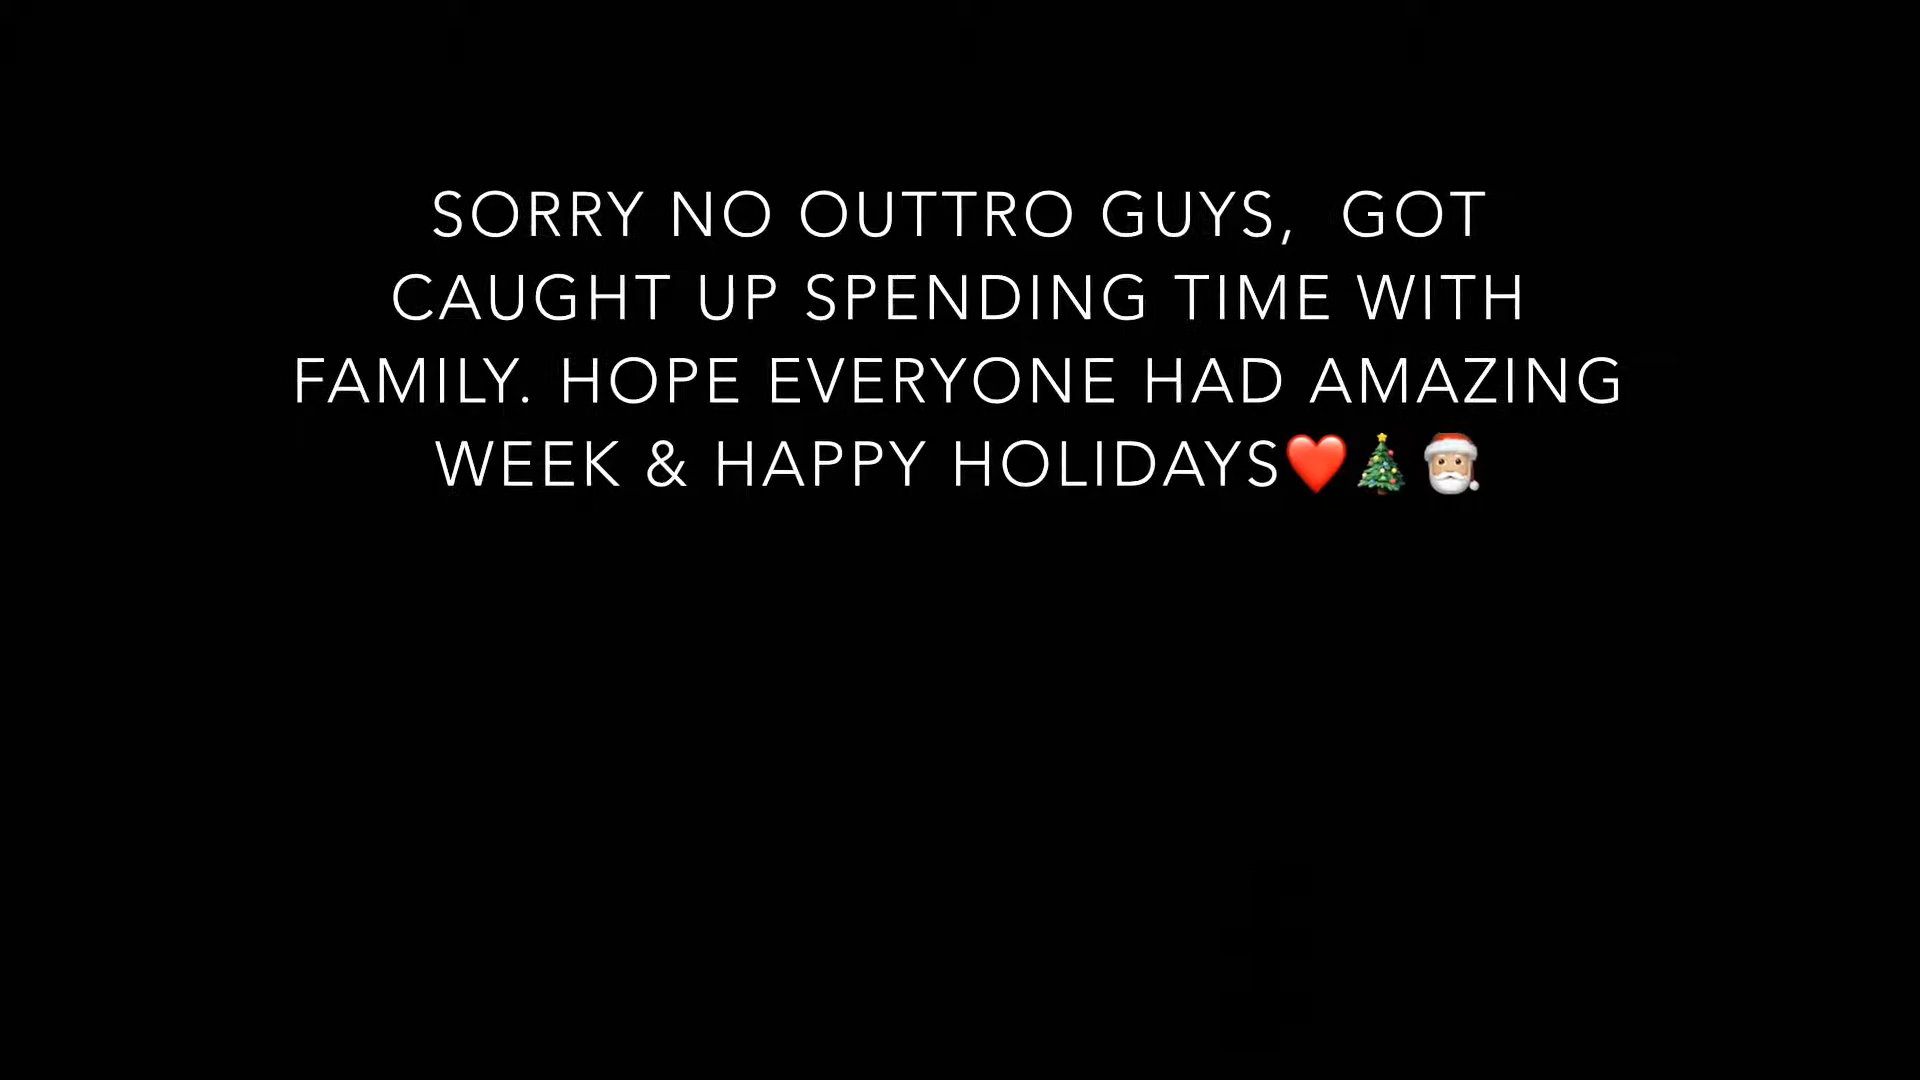 SORRY NO OUTTRO GUYS,  GOT
CAUGHT UP SPENDING TIME WITH
FAMILY. HOPE EVERYONE HAD AMAZING
WEEK & HAPPY HOLIDAYS❤️🎄🎅🏼